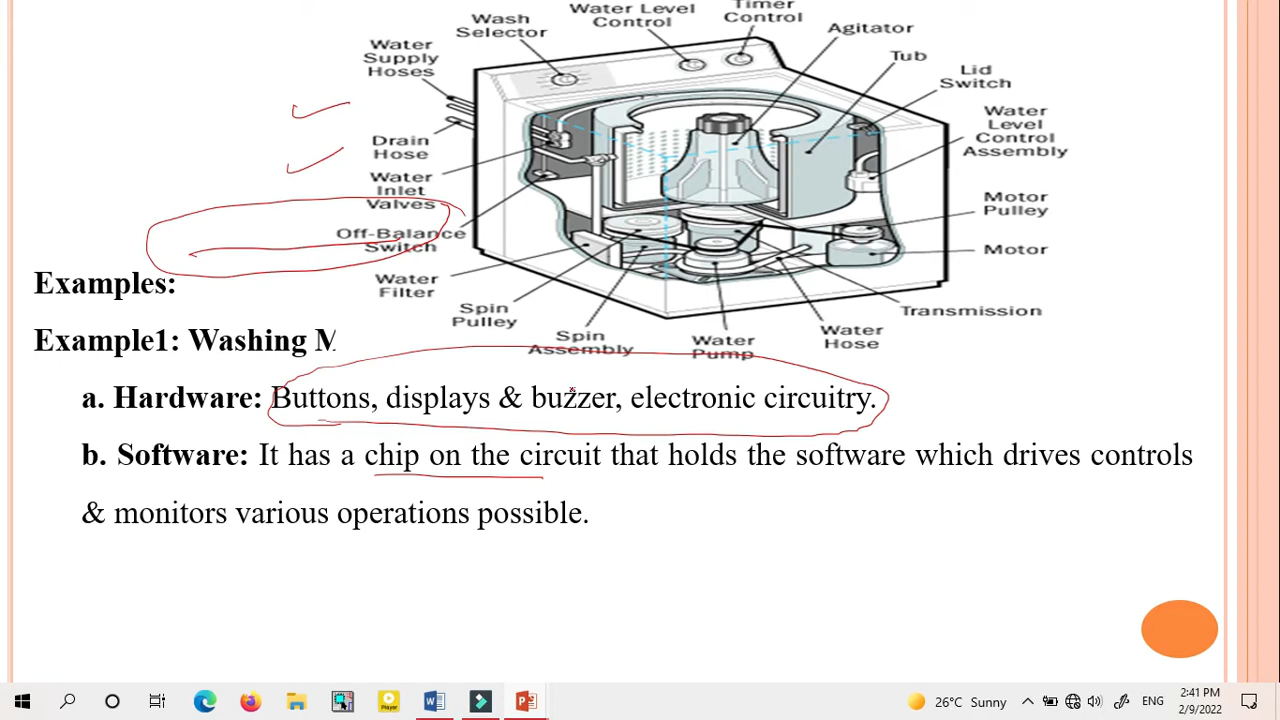 Wash
Selector
Water Level
Control
Timer
Control
Agitator
Tub
Lid
Switch
Water
Level
Control
Assembly
Motor
Pulley
Motor
Transmission
Water
Hose
Water
Pump
Spin
Assembly
Spin
Pulley
Water
Filter
Off-Balance
Switch
Water
Inlet
Valves
Drain
Hose
Water
Supply
Hoses
Examples:
Example1: Washing M
a. Hardware: Buttons, displays & buzzer, electronic circuitry.
b. Software: It has a chip on the circuit that holds the software which drives controls
& monitors various operations possible.
Player
26°C Sunny
ENG
2:41 PM
2/9/2022